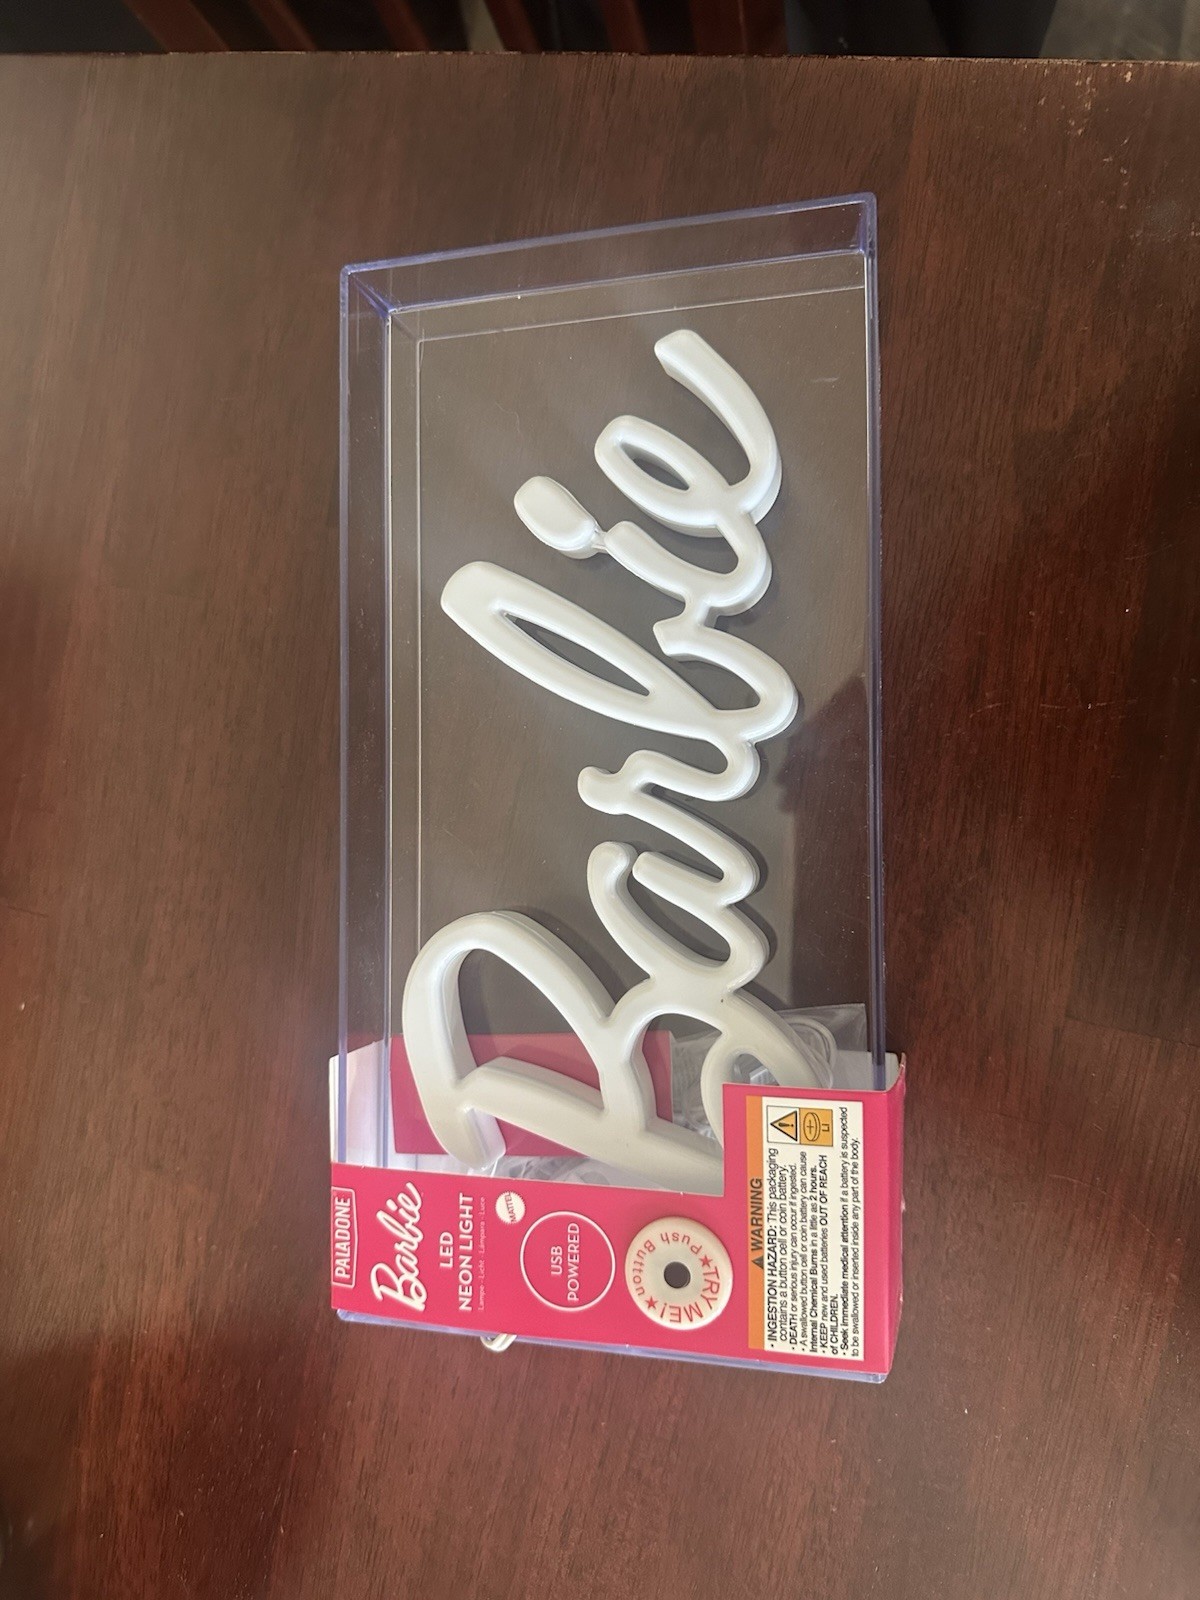 Barbie
PALADONE
Barbie
LED
NEON LIGHT
Lampe · Licht · Lámpara · Luce
MATTEL
USB
POWERED
★TRY ME!★
Push Button
WARNING
• INGESTION HAZARD: This packaging
contains a button cell or coin battery.
• DEATH or serious injury can occur if ingested.
• A swallowed button cell or coin battery can cause
Internal Chemical Burns in a little as 2 hours.
• KEEP new and used batteries OUT OF REACH
of CHILDREN.
• Seek immediate medical attention if a battery is suspected
to be swallowed or inserted inside any part of the body.